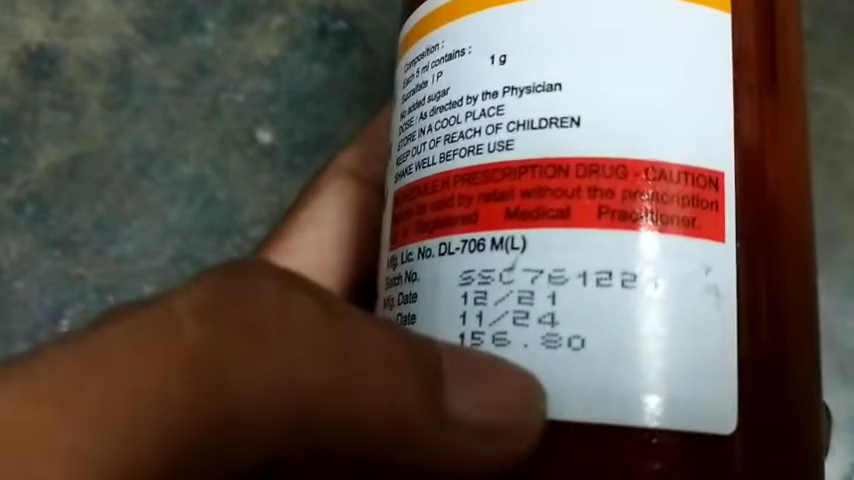 Composition :
Each 5 ml contains :
Sucralfate I P 1 g
No added sugar
DOSE : As directed by the Physician
STORE IN A COOL PLACE
KEEP OUT OF REACH OF CHILDREN
SHAKE WELL BEFORE USE
SCHEDULE H PRESCRIPTION DRUG - CAUTION
by retail without the prescription
Registered Medical Practitioner.
Mfg. Lic. No. DL-706 M(L)
Batch No. SSC76122
Mfg. Date 12/21
Date 11/24
156.80